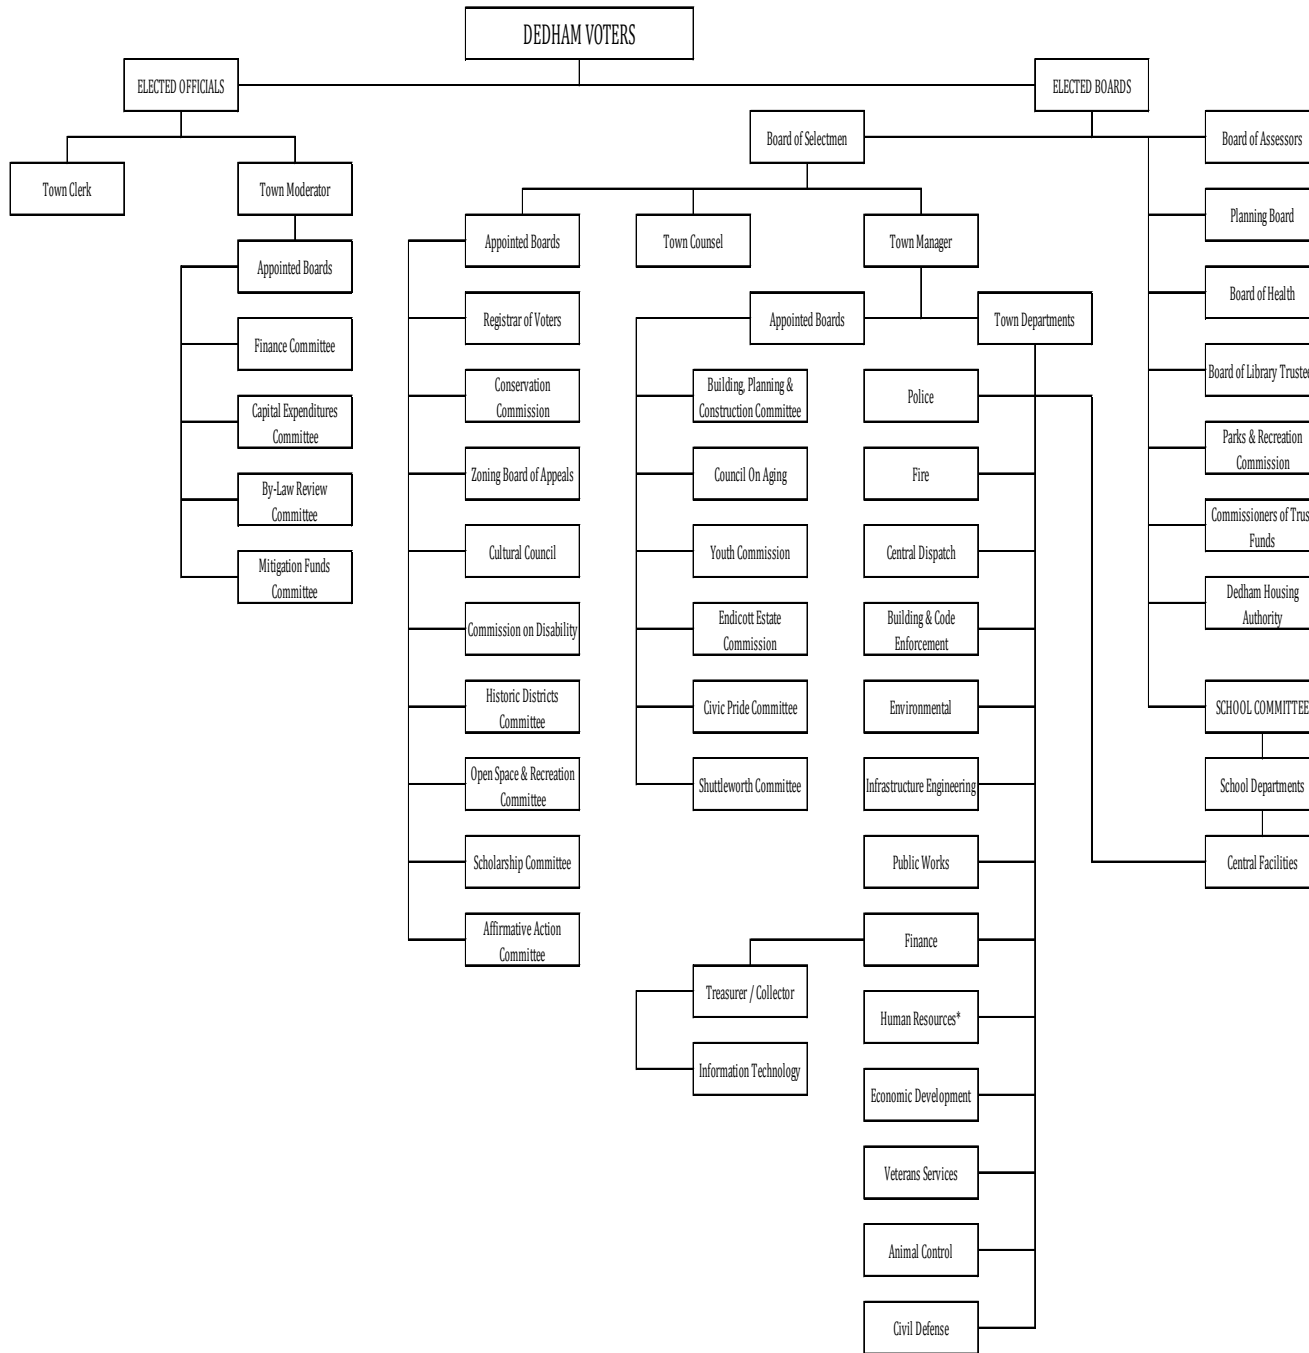 DEDHAM VOTERS
ELECTED OFFICIALS
ELECTED BOARDS
Town Clerk
Town Moderator
Appointed Boards
Finance Committee
Capital Expenditures
Committee
By-Law Review
Committee
Mitigation Funds
Committee
Board of Selectmen
Appointed Boards
Registrar of Voters
Conservation
Commission
Zoning Board of Appeals
Cultural Council
Commission on Disability
Historic Districts
Committee
Open Space & Recreation
Committee
Scholarship Committee
Affirmative Action
Committee
Town Counsel
Town Manager
Appointed Boards
Building, Planning &
Construction Committee
Council On Aging
Youth Commission
Endicott Estate
Commission
Civic Pride Committee
Shuttleworth Committee
Town Departments
Police
Fire
Central Dispatch
Building & Code
Enforcement
Environmental
Infrastructure Engineering
Public Works
Finance
Treasurer / Collector
Information Technology
Human Resources*
Economic Development
Veterans Services
Animal Control
Civil Defense
Board of Assessors
Planning Board
Board of Health
Board of Library Trustee
Parks & Recreation
Commission
Commissioners of Trus
Funds
Dedham Housing
Authority
SCHOOL COMMITTEE
School Departments
Central Facilities